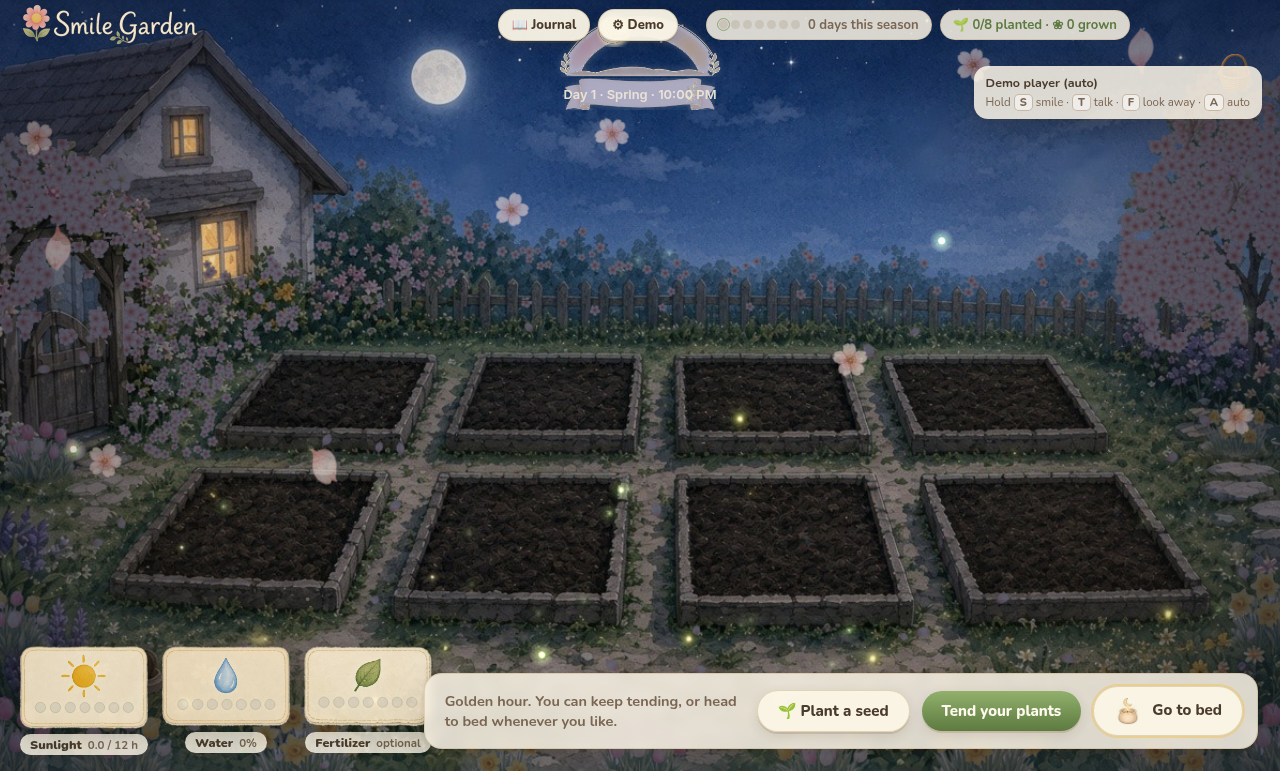 Smile Garden
📖 Journal
⚙ Demo
0 days this season
🌱 0/8 planted · ❀ 0 grown
Day 1 · Spring · 10:00 PM
Demo player (auto)
Hold S smile · T talk · F look away · A auto
Golden hour. You can keep tending, or head
to bed whenever you like.
🌱 Plant a seed
Tend your plants
Go to bed
Sunlight 0.0 / 12 h
Water 0%
Fertilizer optional